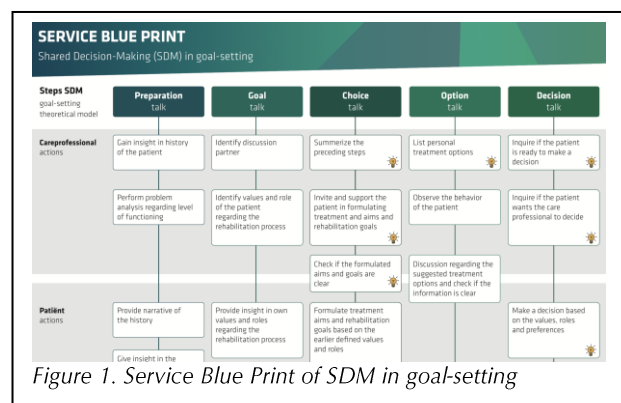 SERVICE BLUE PRINT
Shared Decision-Making (SDM) in goal-setting
Steps SDM
goal-setting
theoretical model
Preparation
talk
Goal
talk
Choice
talk
Option
talk
Decision
talk
Careprofessional
actions
Gain insight in history
of the patient
Identify discussion
partner
Summerize the
preceding steps
List personal
treatment options
Inquire if the patient
is ready to make a
decision
Perform problem
analysis regarding level
of functioning
Identify values and role
of the patient
regarding the
rehabilitation process
Invite and support the
patient in formulating
treatment and aims and
rehabilitation goals
Observe the behavior
of the patient
Inquire if the patient
wants the care
professional to decide
Check if the formulated
aims and goals are
clear
Discussion regarding the
suggested treatment
options and check if the
information is clear
Patiënt
actions
Provide narrative of
the history
Provide insight in own
values and roles
regarding the
rehabilitation process
Formulate treatment
aims and rehabilitation
goals based on the
earlier defined values
and roles
Make a decision based
on the values, roles
and preferences
Give insight in the
Figure 1. Service Blue Print of SDM in goal-setting